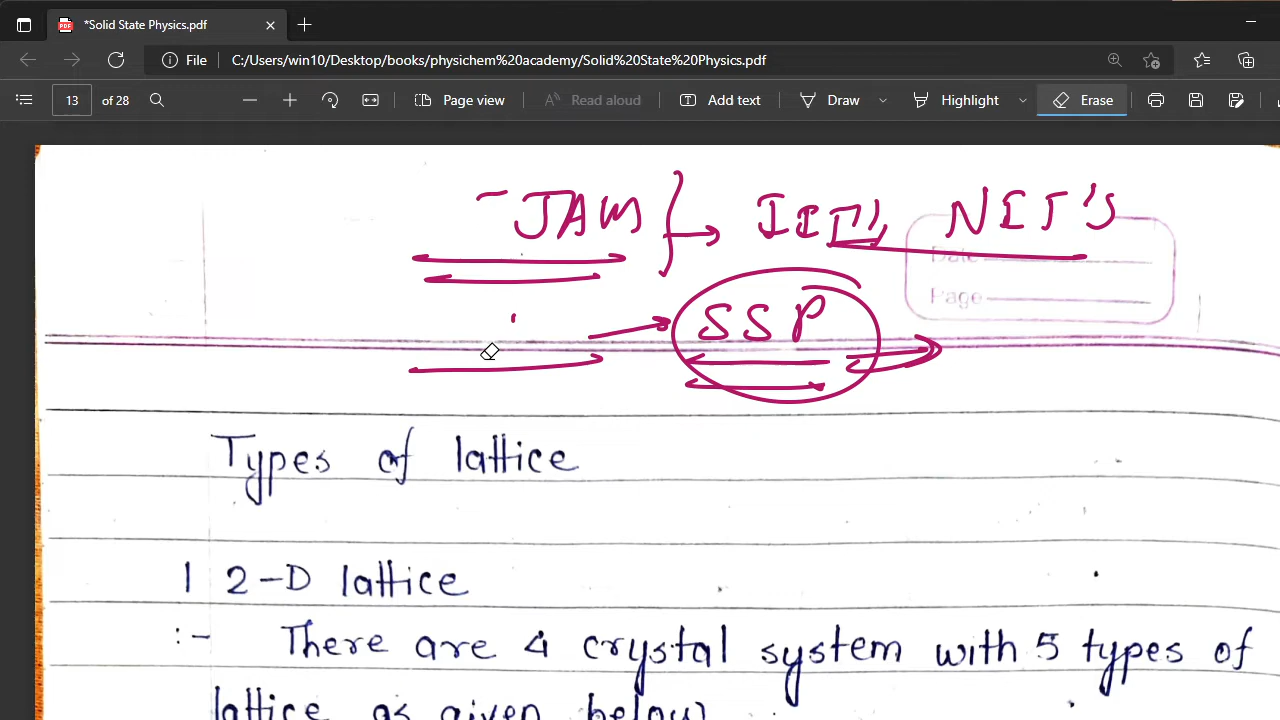 *Solid State Physics.pdf
File C:/Users/win10/Desktop/books/physichem%20academy/Solid%20State%20Physics.pdf
13 of 28 Page view Read aloud Add text Draw Highlight Erase
JAM → IIT's NIT's
Date
Page
SSP
Types of lattice
1 2-D lattice
:- There are 4 crystal system with 5 types of
lattice as given below